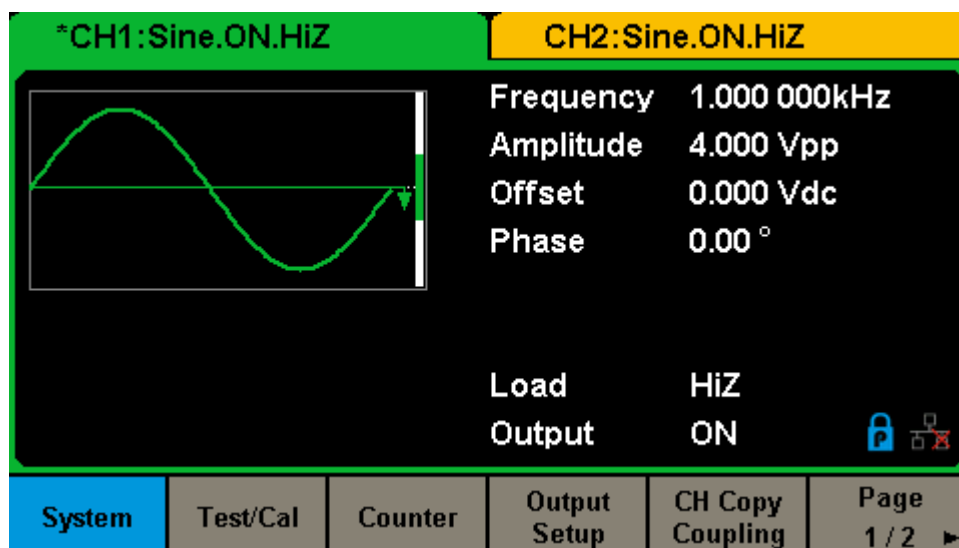 *CH1:Sine.ON.HiZ
CH2:Sine.ON.HiZ
Frequency 1.000 000kHz
Amplitude 4.000 Vpp
Offset 0.000 Vdc
Phase 0.00 °
Load HiZ
Output ON
P
System
Test/Cal
Counter
Output
Setup
CH Copy
Coupling
Page
1/2 ►